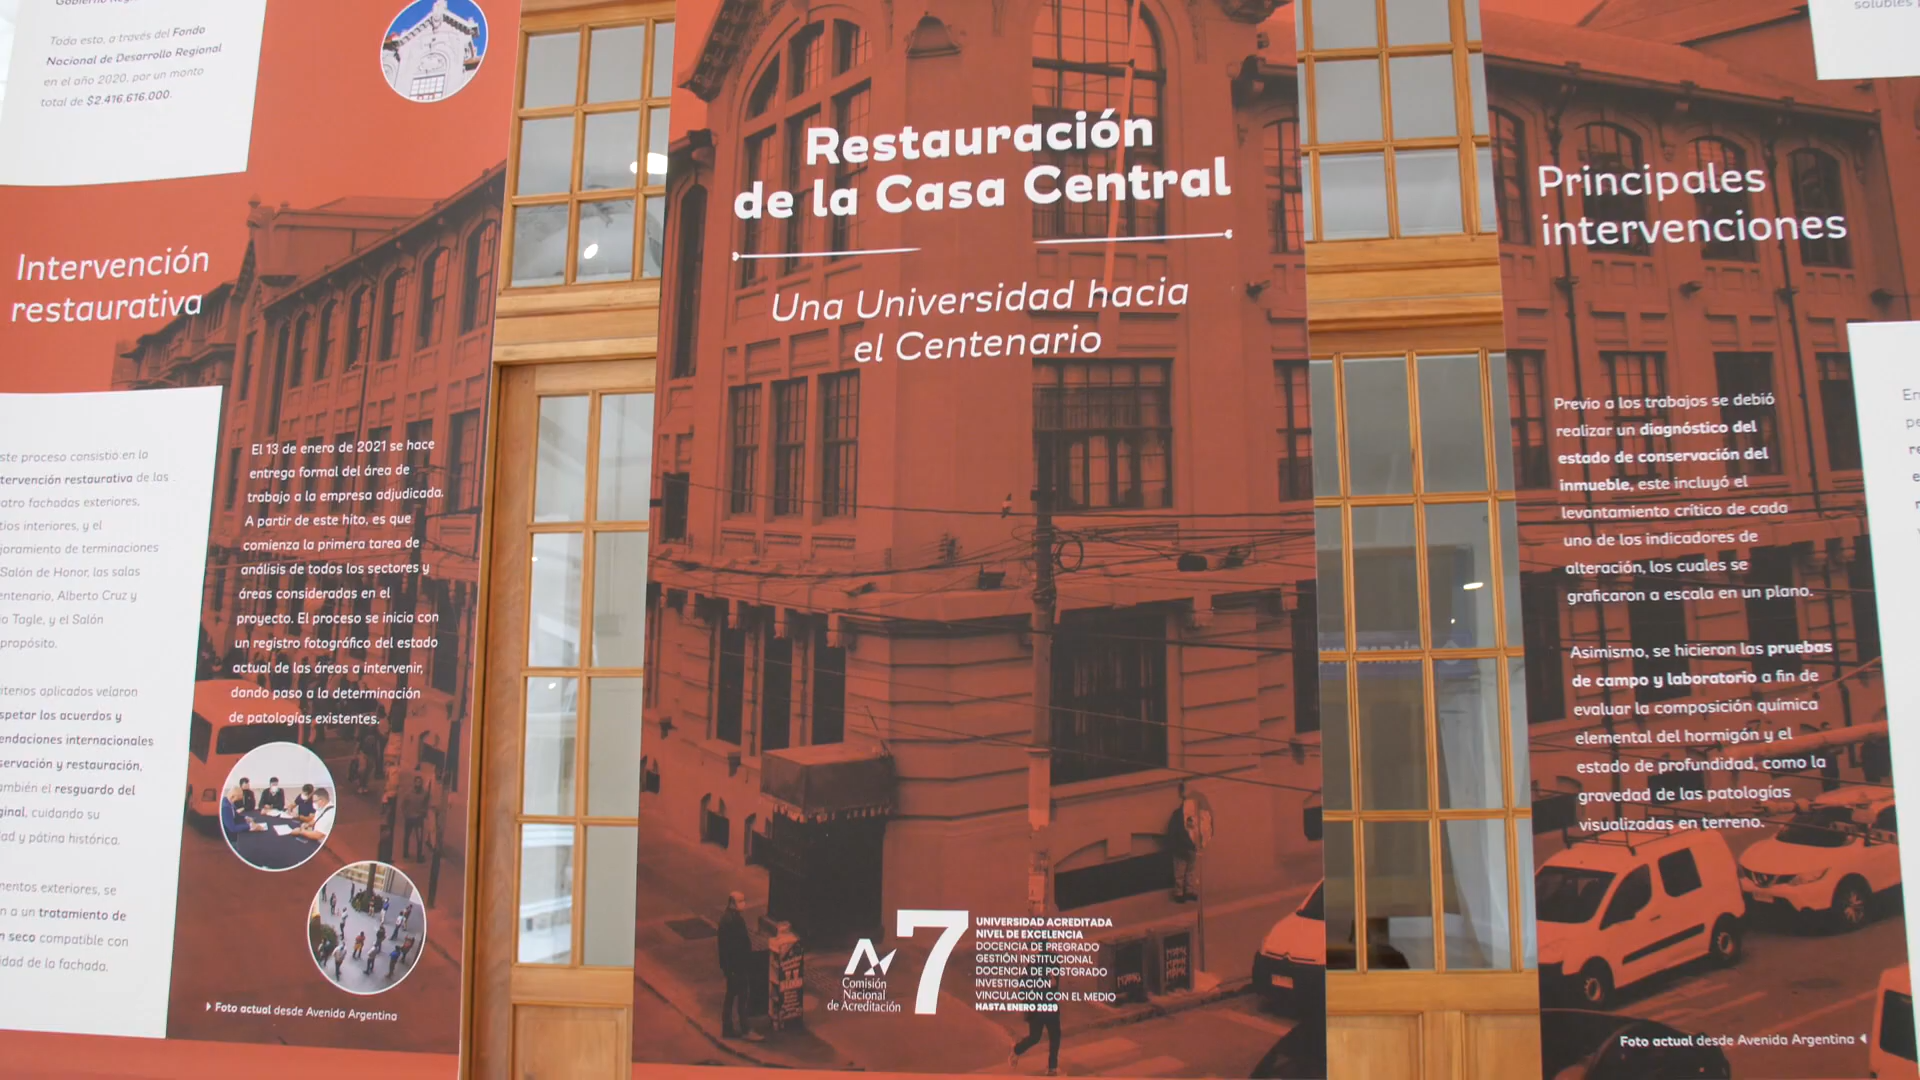 Todo esto, a través del Fondo
Nacional de Desarrollo Regional
en el año 2020, por un monto
total de $2.416.616.000.
Intervención
restaurativa
ste proceso consistió en la
tervención restaurativa de las
atro fachadas exteriores,
tios interiores, y el
joramiento de terminaciones
Salón de Honor, las salas
entenario, Alberto Cruz y
io Tagle, y el Salón
propósito.
iterios aplicados velaron
spetar los acuerdos y
endaciones internacionales
servación y restauración,
ambién el resguardo del
ginal, cuidando su
dad y pátina histórica.
mentos exteriores, se
n a un tratamiento de
n seco compatible con
idad de la fachada.
El 13 de enero de 2021 se hace
entrega formal del área de
trabajo a la empresa adjudicada.
A partir de este hito, es que
comienza la primera tarea de
análisis de todos los sectores y
áreas consideradas en el
proyecto. El proceso se inicia con
un registro fotográfico del estado
actual de las áreas a intervenir,
dando paso a la determinación
de patologías existentes.
Foto actual desde Avenida Argentina
Restauración
de la Casa Central
Una Universidad hacia
el Centenario
Comisión
Nacional
de Acreditación
7
UNIVERSIDAD ACREDITADA
NIVEL DE EXCELENCIA
DOCENCIA DE PREGRADO
GESTIÓN INSTITUCIONAL
DOCENCIA DE POSTGRADO
INVESTIGACIÓN
VINCULACIÓN CON EL MEDIO
HASTA ENERO 2029
Principales
intervenciones
Previo a los trabajos se debió
realizar un diagnóstico del
estado de conservación del
inmueble, este incluyó el
levantamiento crítico de cada
uno de los indicadores de
alteración, los cuales se
graficaron a escala en un plano.
Asimismo, se hicieron las pruebas
de campo y laboratorio a fin de
evaluar la composición química
elemental del hormigón y el
estado de profundidad, como la
gravedad de las patologías
visualizadas en terreno.
Foto actual desde Avenida Argentina
solubles